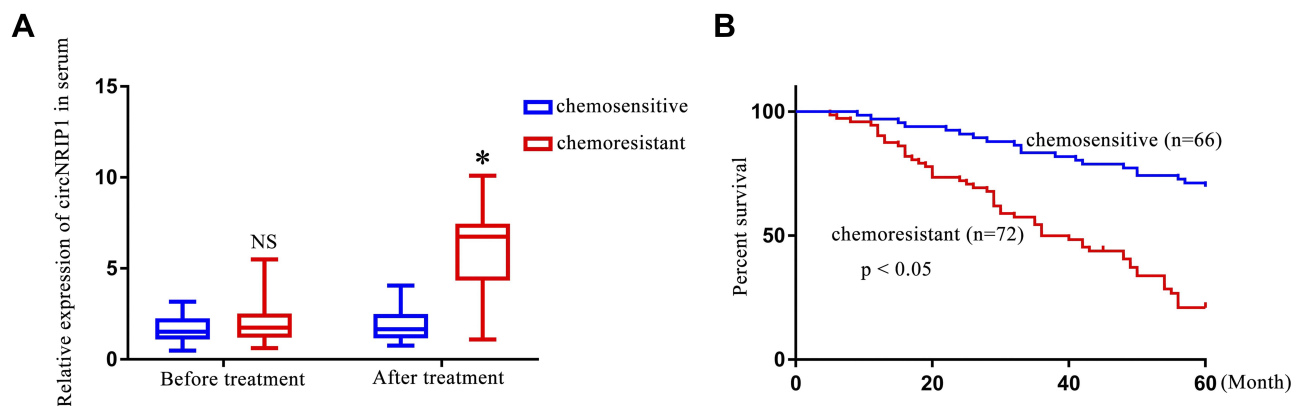 A
Relative expression of circNRIP1 in serum
15
10
5
0
chemosensitive
chemoresistant
NS
*
Before treatment
After treatment
B
Percent survival
100
50
0
chemosensitive (n=66)
chemoresistant (n=72)
p < 0.05
0 20 40 60 (Month)